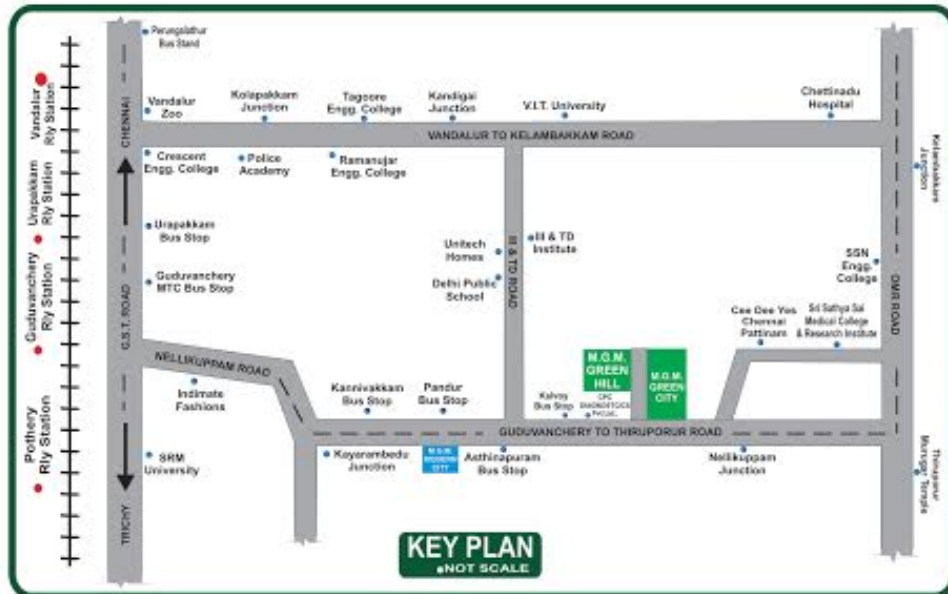 Perungalathur
Bus Stand
CHENNAI
Vandalur
Rly Station
Urapakkam
Rly Station
Guduvanchery
Rly Station
Pothery
Rly Station
G.S.T. ROAD
TRICHY
Vandalur
Zoo
Kolapakkam
Junction
Tagoore
Engg. College
Kandigai
Junction
V.I.T. University
Chettinadu
Hospital
VANDALUR TO KELAMBAKKAM ROAD
Crescent
Engg. College
Police
Academy
Ramanujar
Engg. College
Kelambakkam
Junction
Urapakkam
Bus Stop
Guduvanchery
MTC Bus Stop
Unitech
Homes
Delhi Public
School
III & TD ROAD
III & TD
Institute
SSN
Engg.
College
OMR ROAD
Cee Dee Yes
Chennai
Pattinam
Sri Sathya Sai
Medical College
& Research Institute
NELLIKUPPAM ROAD
Indimate
Fashions
Kannivakkam
Bus Stop
Pandur
Bus Stop
Kalvoy
Bus Stop
M.G.M.
GREEN
HILL
CPC
DIAGNOSTICS
M.G.M.
GREEN
CITY
GUDUVANCHERY TO THIRUPORUR ROAD
SRM
University
Kayarambedu
Junction
M.G.M.
CITY
Asthinapuram
Bus Stop
Nellikuppam
Junction
Thiruporur
Murugar Temple
KEY PLAN
NOT SCALE